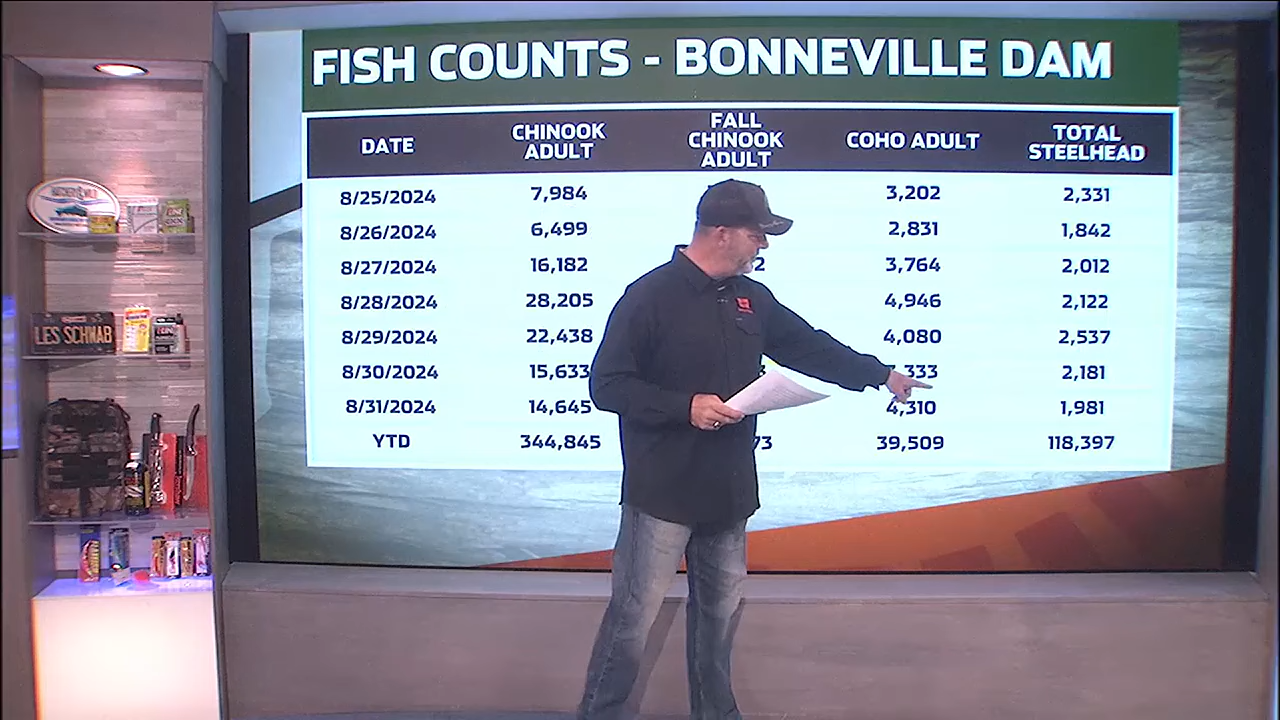 FISH COUNTS - BONNEVILLE DAM
DATE CHINOOK ADULT FALL CHINOOK ADULT COHO ADULT TOTAL STEELHEAD
8/25/2024 7,984 3,202 2,331
8/26/2024 6,499 2,831 1,842
8/27/2024 16,182 2 3,764 2,012
8/28/2024 28,205 4,946 2,122
8/29/2024 22,438 4,080 2,537
8/30/2024 15,633 333 2,181
8/31/2024 14,645 4,310 1,981
YTD 344,845 73 39,509 118,397
LES SCHWAB